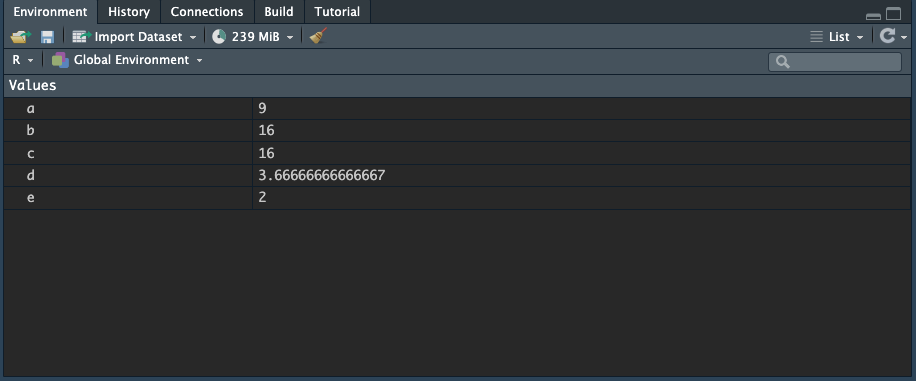 Environment History Connections Build Tutorial
Import Dataset 239 MiB List
R Global Environment
Values
a 9
b 16
c 16
d 3.66666666666667
e 2